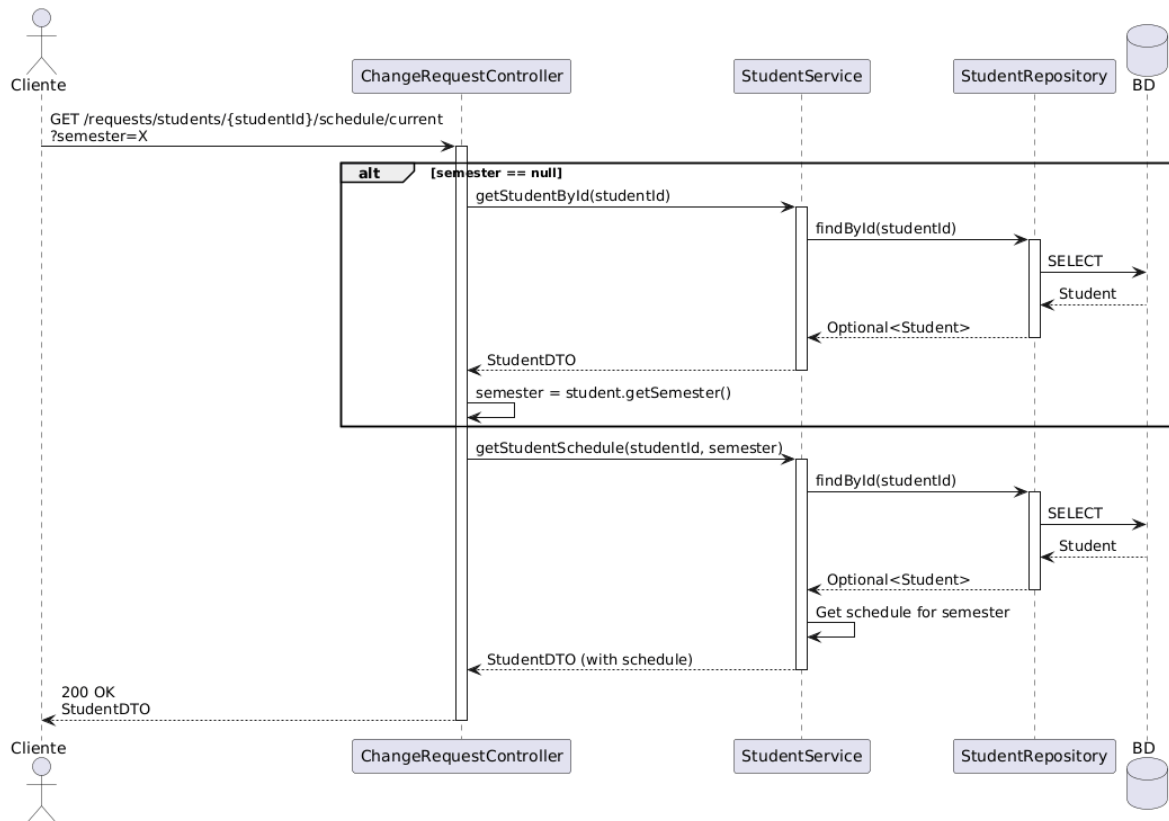 Cliente
ChangeRequestController
StudentService
StudentRepository
BD
GET /requests/students/{studentId}/schedule/current
?semester=X
alt
[semester == null]
getStudentById(studentId)
findById(studentId)
SELECT
Student
Optional<Student>
StudentDTO
semester = student.getSemester()
getStudentSchedule(studentId, semester)
findById(studentId)
SELECT
Student
Optional<Student>
Get schedule for semester
StudentDTO (with schedule)
200 OK
StudentDTO
Cliente
ChangeRequestController
StudentService
StudentRepository
BD